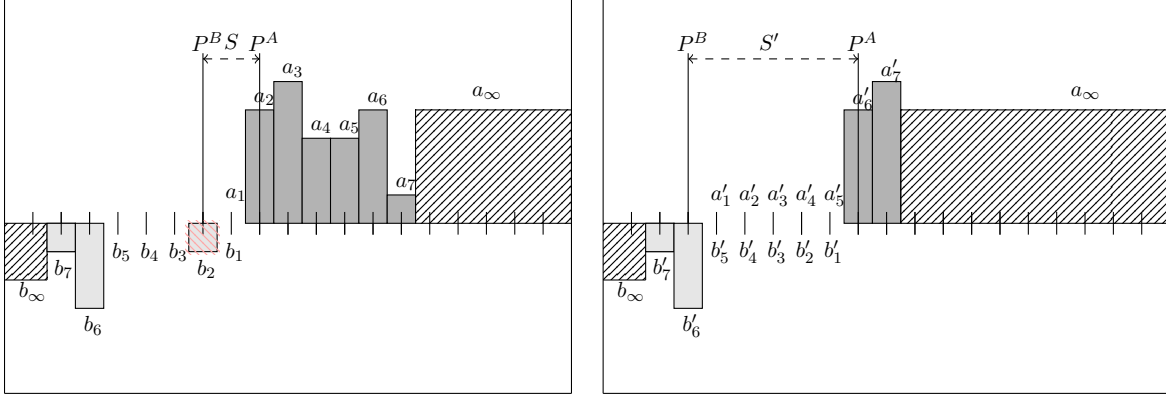 P^B S P^A
a_3
a_2 a_6
a_4 a_5
a_7
a_1
a_∞
b_5 b_4 b_3 b_1
b_7 b_2
b_∞
b_6
P^B S′ P^A
a′_7
a′_6
a_∞
a′_1 a′_2 a′_3 a′_4 a′_5
b′_5 b′_4 b′_3 b′_2 b′_1
b′_7
b_∞
b′_6